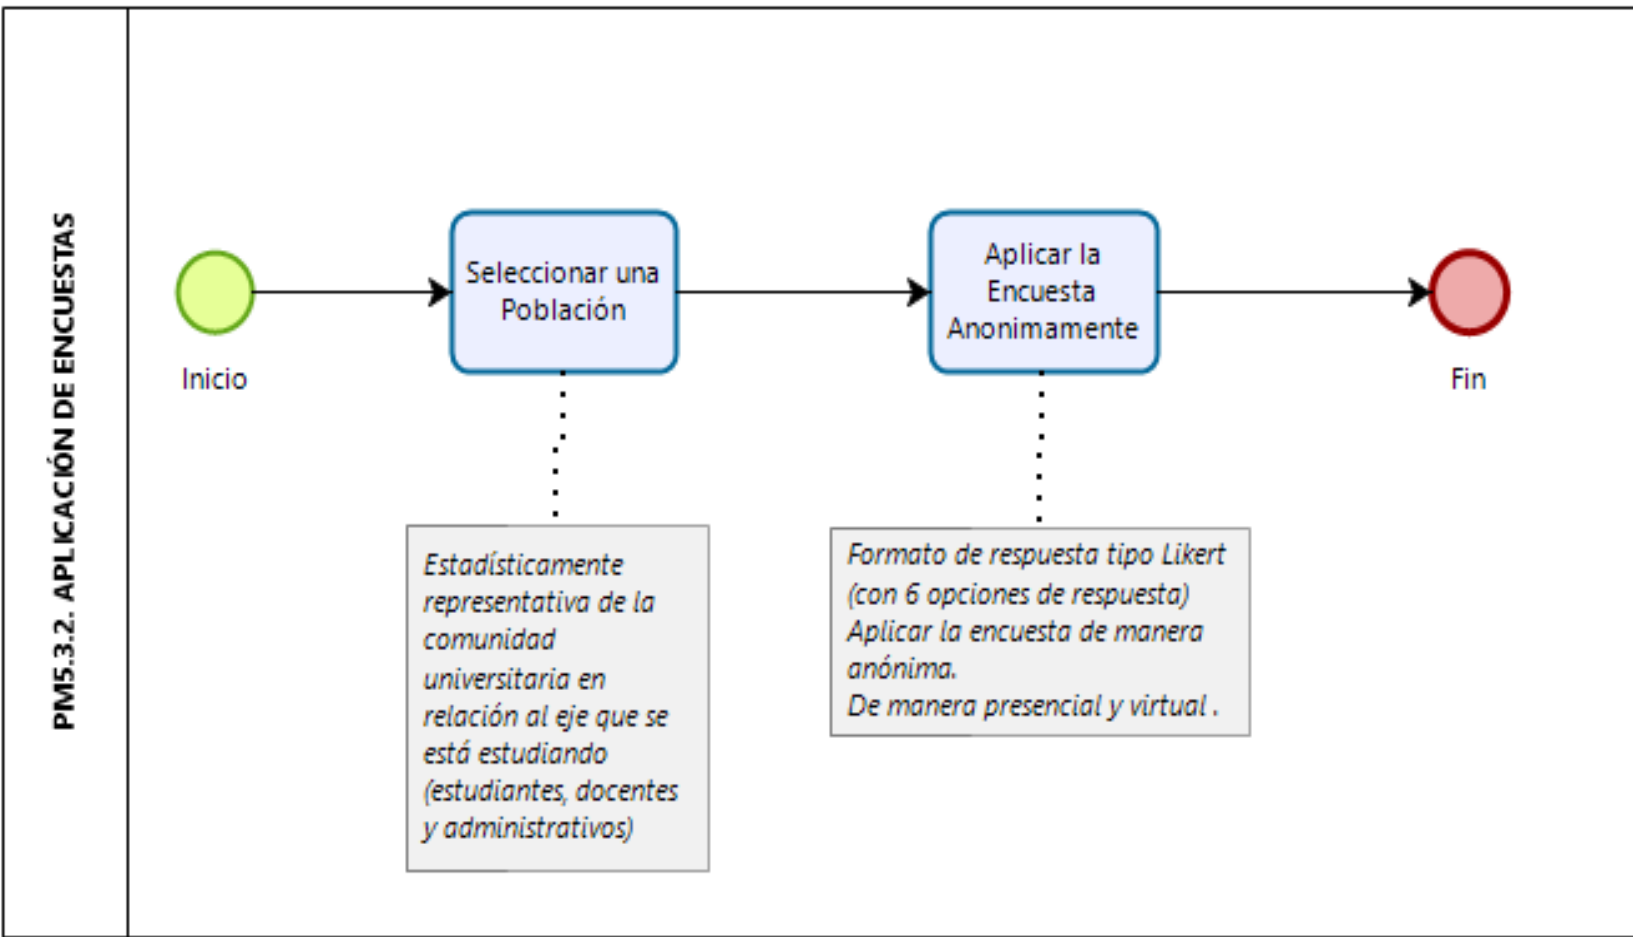 PM5.3.2. APLICACIÓN DE ENCUESTAS
Inicio
Seleccionar una
Población
Aplicar la
Encuesta
Anonimamente
Fin
Estadísticamente
representativa de la
comunidad
universitaria en
relación al eje que se
está estudiando
(estudiantes, docentes
y administrativos)
Formato de respuesta tipo Likert
(con 6 opciones de respuesta)
Aplicar la encuesta de manera
anónima.
De manera presencial y virtual .